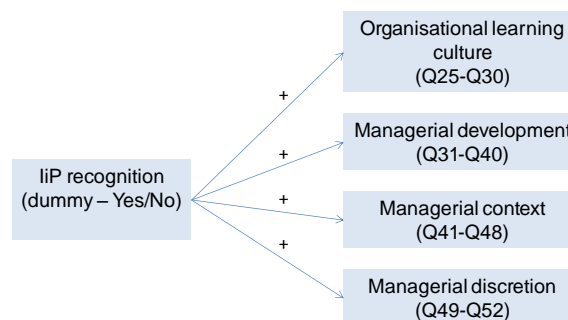 Organisational learning
culture
(Q25-Q30)
+
Managerial development
(Q31-Q40)
+
IiP recognition
(dummy – Yes/No)
+
Managerial context
(Q41-Q48)
+
Managerial discretion
(Q49-Q52)